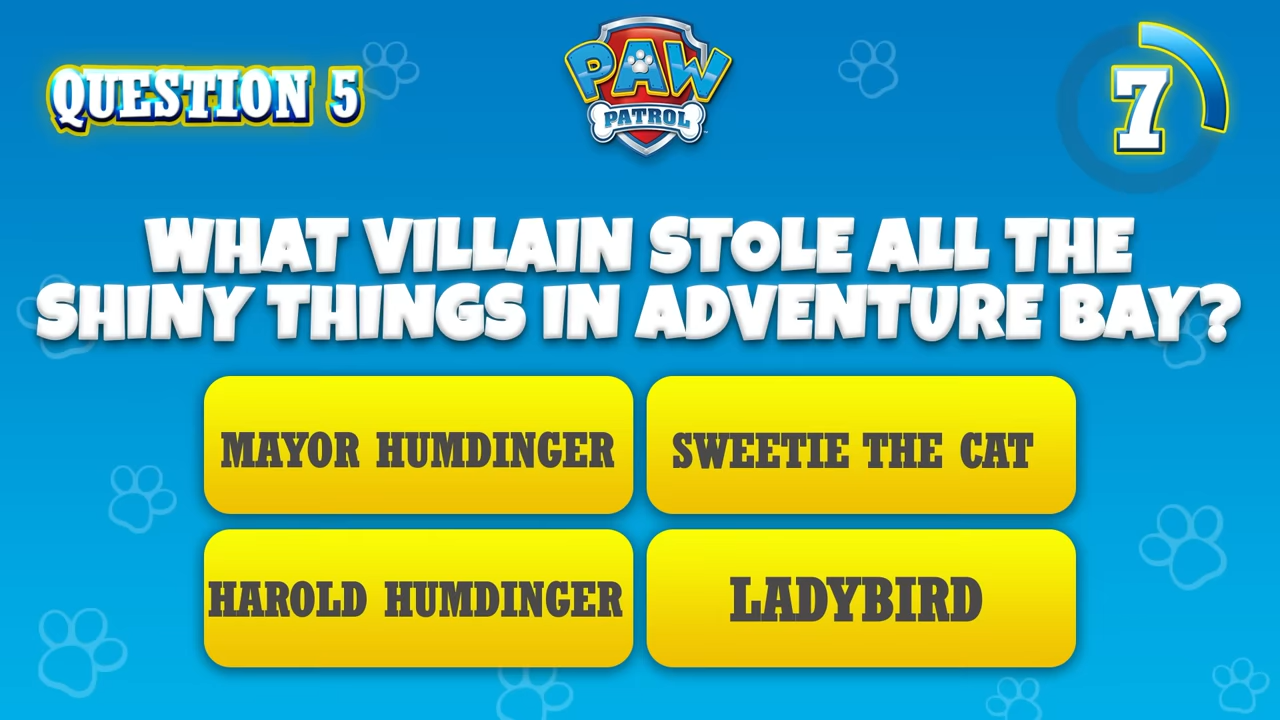 QUESTION 5
PAW
PATROL
7
WHAT VILLAIN STOLE ALL THE
SHINY THINGS IN ADVENTURE BAY?
MAYOR HUMDINGER
SWEETIE THE CAT
HAROLD HUMDINGER
LADYBIRD